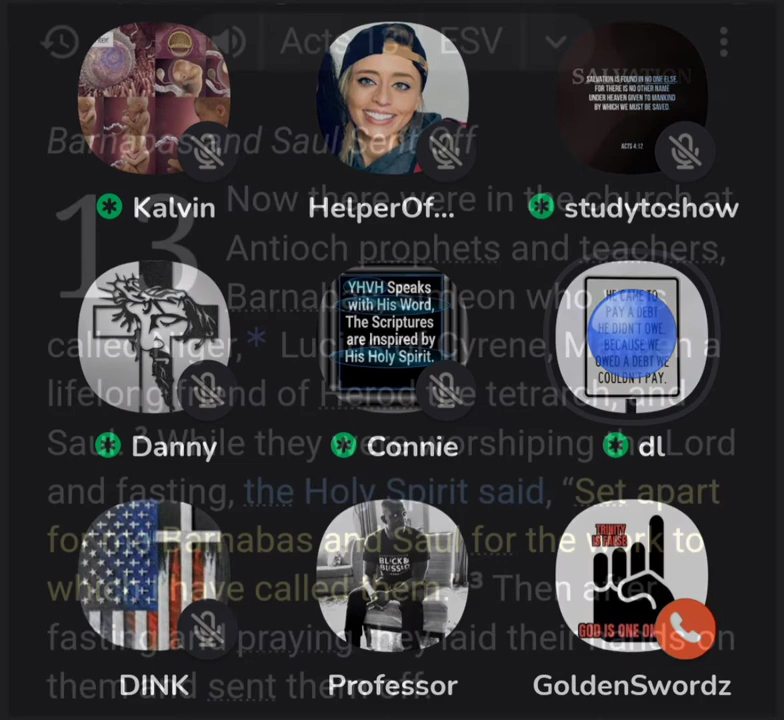 Acts 13 ESV
SALVATION
SALVATION IS FOUND IN NO ONE ELSE,
FOR THERE IS NO OTHER NAME
UNDER HEAVEN GIVEN TO MANKIND
BY WHICH WE MUST BE SAVED.
ACTS 4:12
Barnabas and Saul Sent Off
Kalvin
HelperOf...
studytoshow
13 Now there were in the church at
Antioch prophets and teachers,
Barnabas, Simeon who
called Niger,* Lucius of Cyrene, a
lifelong friend of Herod the tetrarch, and
Saul. 2 While they were worshiping the Lord
and fasting, the Holy Spirit said, “Set apart
for me Barnabas and Saul for the work to
which I have called them. 3 Then after
fasting and praying they laid their hands on
them and sent them off.
YHVH Speaks
with His Word,
The Scriptures
are Inspired by
His Holy Spirit.
HE CAME TO
PAY A DEBT
HE DIDN'T OWE.
BECAUSE WE
OWED A DEBT WE
COULDN'T PAY.
Danny
Connie
dl
BLACK &
BLESSED
TRINITY
IS FALSE
GOD IS ONE
DINK
Professor
GoldenSwordz